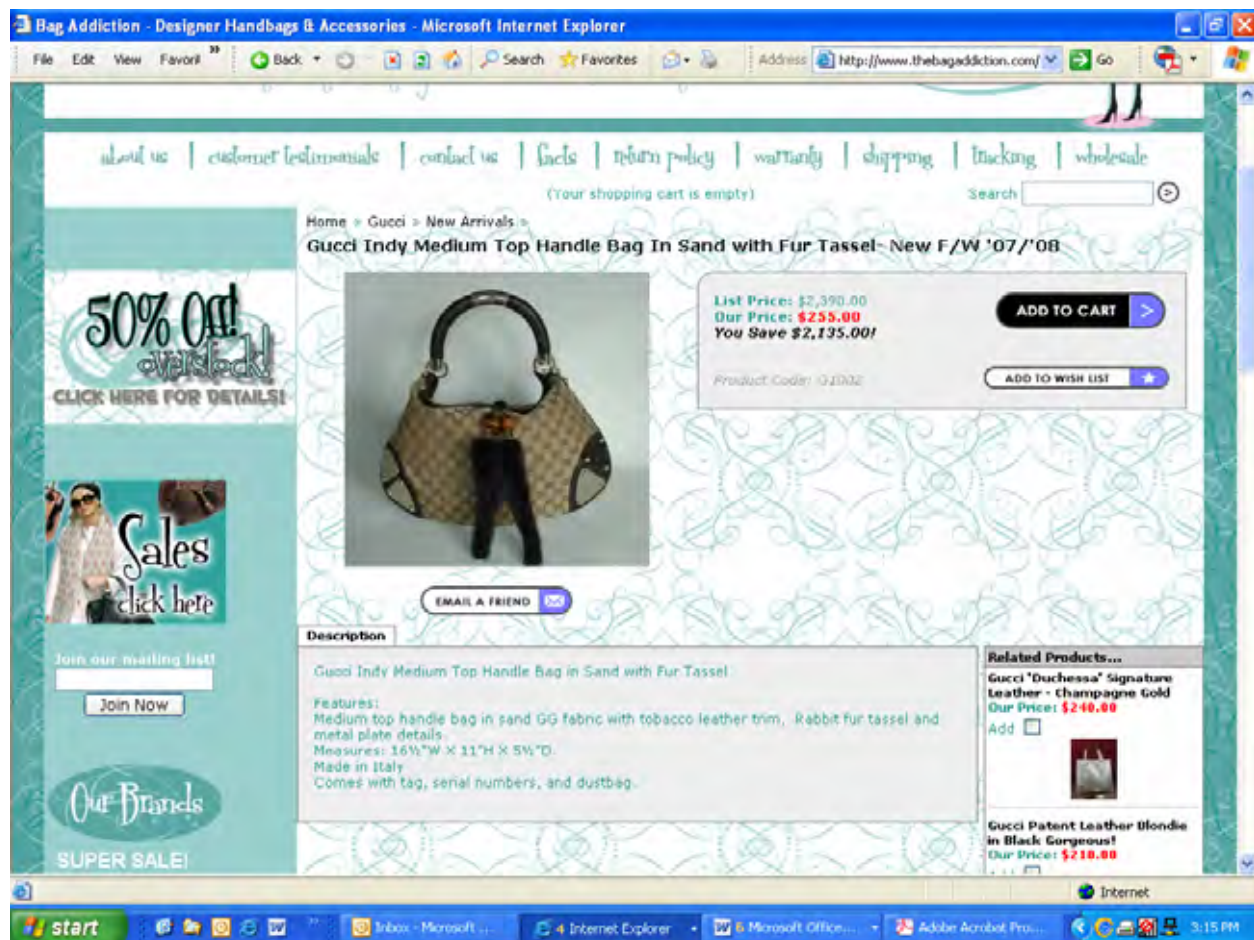 Bag Addiction - Designer Handbags & Accessories - Microsoft Internet Explorer
File Edit View Favorit »
Back Search Favorites Address http://www.thebagaddiction.com/ Go
about us | customer testimonials | contact us | facts | return policy | warranty | shipping | tracking | wholesale
(Your shopping cart is empty) Search
Home > Gucci > New Arrivals >
Gucci Indy Medium Top Handle Bag In Sand with Fur Tassel- New F/W '07/'08
50% Off!
overstock!
CLICK HERE FOR DETAILS!
List Price: $2,390.00
Our Price: $255.00
You Save $2,135.00!
Product Code: G1002
ADD TO CART >
ADD TO WISH LIST
Sales
click here
EMAIL A FRIEND
Join our mailing list!
Join Now
Our Brands
SUPER SALE!
Description
Gucci Indy Medium Top Handle Bag in Sand with Fur Tassel
Features:
Medium top handle bag in sand GG fabric with tobacco leather trim. Rabbit fur tassel and
metal plate details.
Measures: 16½"W X 11"H X 5½"D.
Made in Italy
Comes with tag, serial numbers, and dustbag.
Related Products...
Gucci 'Duchessa' Signature
Leather - Champagne Gold
Our Price: $240.00
Add
Gucci Patent Leather Blondie
in Black Gorgeous!
Our Price: $210.00
Internet
start » Inbox - Microsoft ... 4 Internet Explorer 6 Microsoft Office... Adobe Acrobat Pro... 3:15 PM